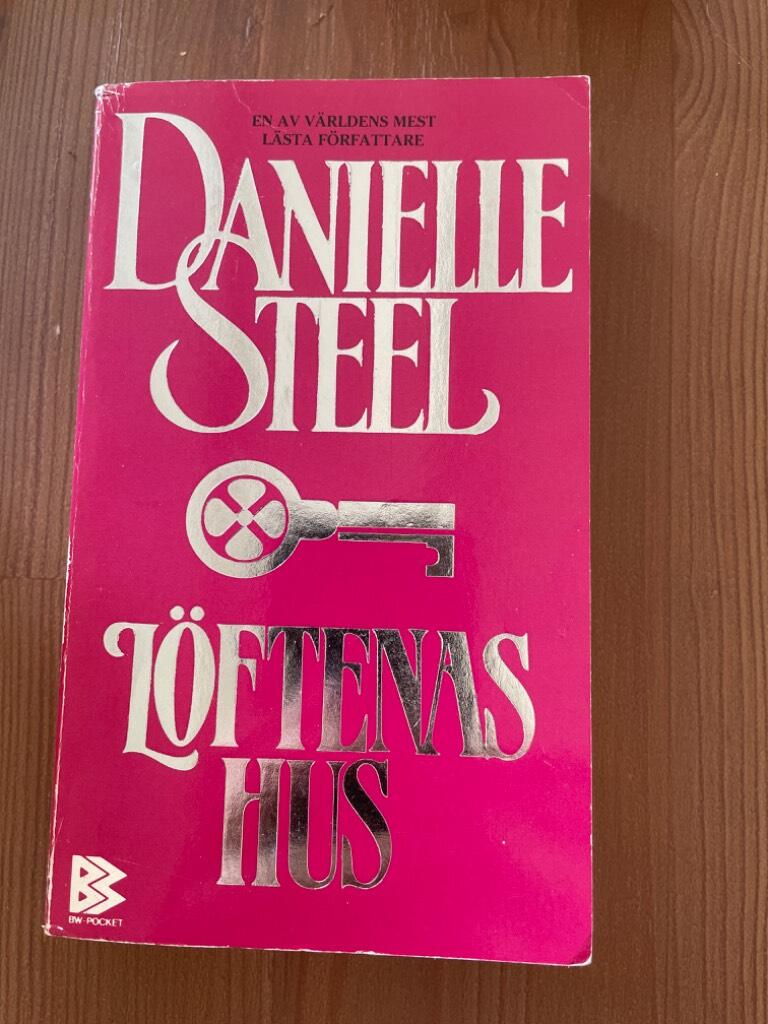 EN AV VÄRLDENS MEST
LÄSTA FÖRFATTARE
DANIELLE
STEEL
LÖFTENAS
HUS
B
BW-POCKET